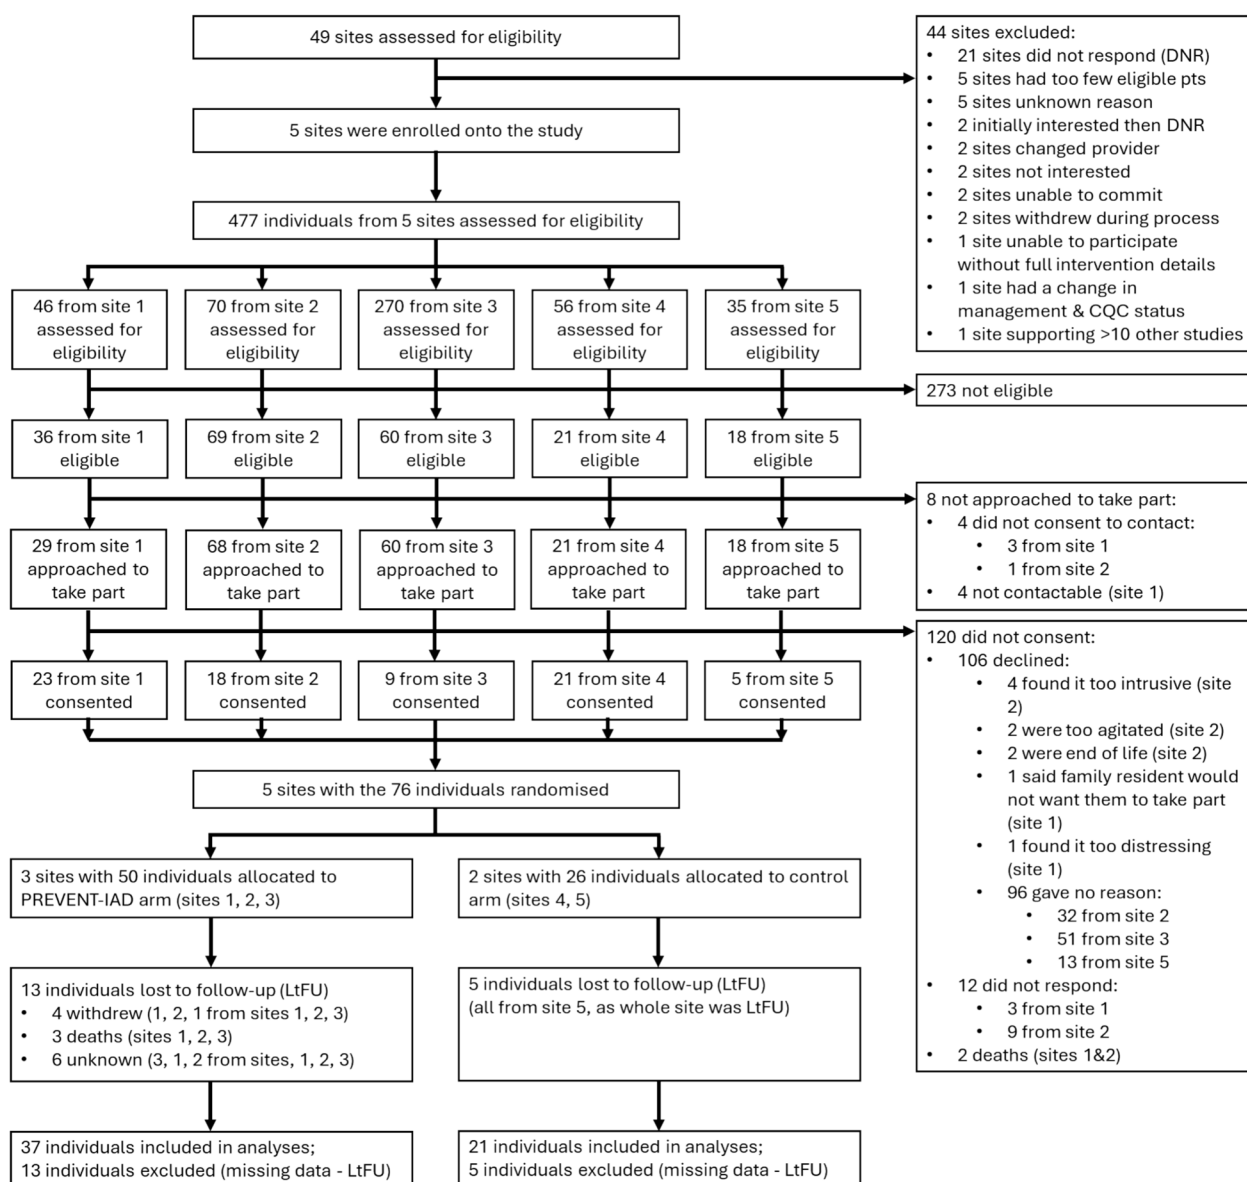 49 sites assessed for eligibility
44 sites excluded:
• 21 sites did not respond (DNR)
• 5 sites had too few eligible pts
• 5 sites unknown reason
• 2 initially interested then DNR
• 2 sites changed provider
• 2 sites not interested
• 2 sites unable to commit
• 2 sites withdrew during process
• 1 site unable to participate
without full intervention details
• 1 site had a change in
management & CQC status
• 1 site supporting >10 other studies
5 sites were enrolled onto the study
477 individuals from 5 sites assessed for eligibility
46 from site 1
assessed for
eligibility
70 from site 2
assessed for
eligibility
270 from site 3
assessed for
eligibility
56 from site 4
assessed for
eligibility
35 from site 5
assessed for
eligibility
273 not eligible
36 from site 1
eligible
69 from site 2
eligible
60 from site 3
eligible
21 from site 4
eligible
18 from site 5
eligible
8 not approached to take part:
• 4 did not consent to contact:
• 3 from site 1
• 1 from site 2
• 4 not contactable (site 1)
29 from site 1
approached to
take part
68 from site 2
approached to
take part
60 from site 3
approached to
take part
21 from site 4
approached to
take part
18 from site 5
approached to
take part
120 did not consent:
• 106 declined:
• 4 found it too intrusive (site
2)
• 2 were too agitated (site 2)
• 2 were end of life (site 2)
• 1 said family resident would
not want them to take part
(site 1)
• 1 found it too distressing
(site 1)
• 96 gave no reason:
• 32 from site 2
• 51 from site 3
• 13 from site 5
• 12 did not respond:
• 3 from site 1
• 9 from site 2
• 2 deaths (sites 1&2)
23 from site 1
consented
18 from site 2
consented
9 from site 3
consented
21 from site 4
consented
5 from site 5
consented
5 sites with the 76 individuals randomised
3 sites with 50 individuals allocated to
PREVENT-IAD arm (sites 1, 2, 3)
2 sites with 26 individuals allocated to control
arm (sites 4, 5)
13 individuals lost to follow-up (LtFU)
• 4 withdrew (1, 2, 1 from sites 1, 2, 3)
• 3 deaths (sites 1, 2, 3)
• 6 unknown (3, 1, 2 from sites, 1, 2, 3)
5 individuals lost to follow-up (LtFU)
(all from site 5, as whole site was LtFU)
37 individuals included in analyses;
13 individuals excluded (missing data - LtFU)
21 individuals included in analyses;
5 individuals excluded (missing data - LtFU)